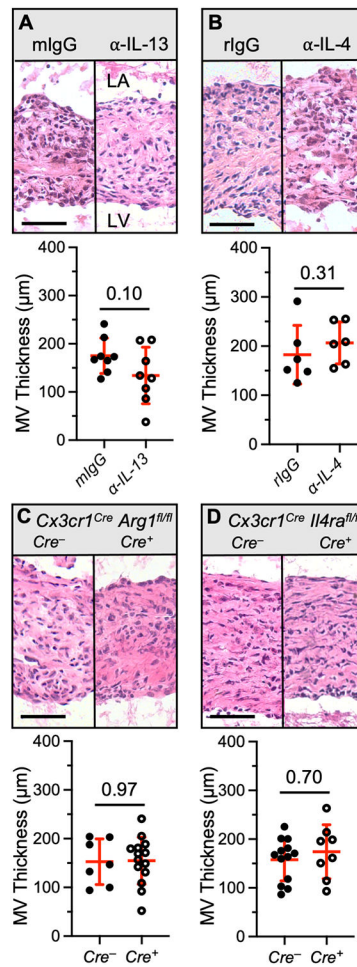 A
mIgG α-IL-13
LA
LV
MV Thickness (µm)
200
150
100
50
0
0.10
mIgG
α-IL-13
B
rIgG α-IL-4
MV Thickness (µm)
400
300
200
100
0
0.31
rIgG
α-IL-4
C Cx3cr1Cre Arg1fl/fl
Cre– Cre+
MV Thickness (µm)
400
300
200
100
0
0.97
Cre– Cre+
D Cx3cr1Cre Il4rafl/fl
Cre– Cre+
MV Thickness (µm)
400
300
200
100
0
0.70
Cre– Cre+